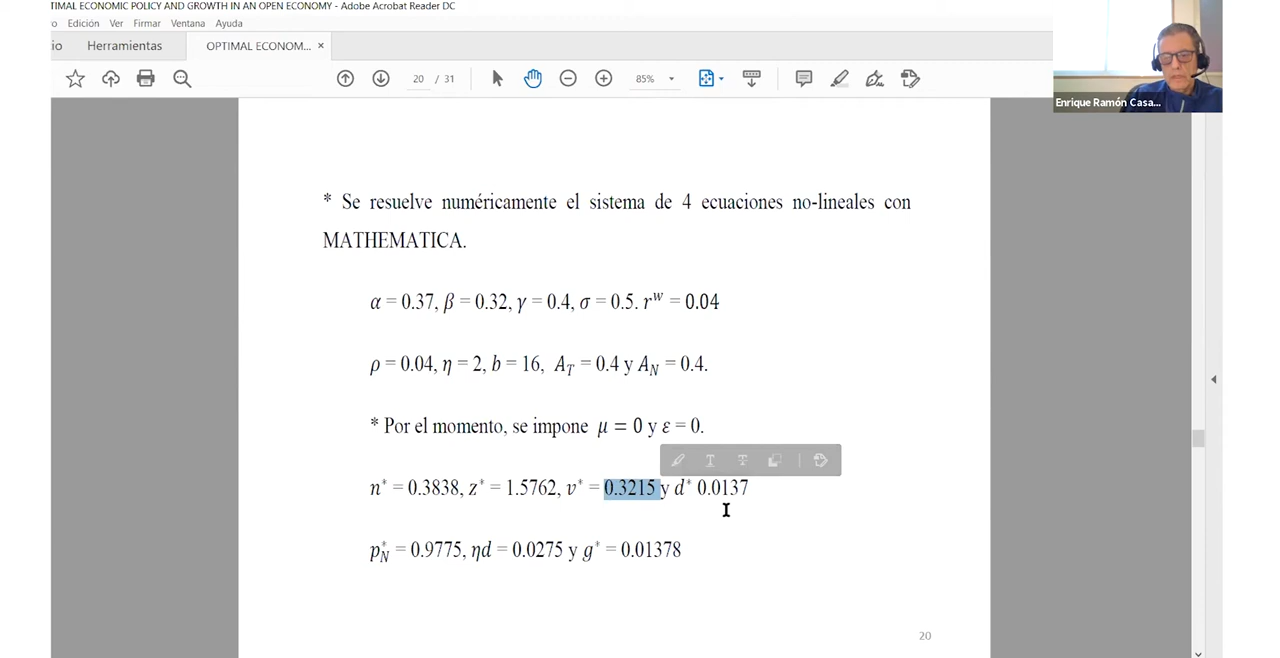 TIMAL ECONOMIC POLICY AND GROWTH IN AN OPEN ECONOMY - Adobe Acrobat Reader DC
o Edición Ver Firmar Ventana Ayuda
io Herramientas OPTIMAL ECONOM... ×
20 / 31 85%
Enrique Ramón Casa...
* Se resuelve numéricamente el sistema de 4 ecuaciones no-lineales con
MATHEMATICA.
α = 0.37, β = 0.32, γ = 0.4, σ = 0.5. r^w = 0.04
ρ = 0.04, η = 2, b = 16, A_T = 0.4 y A_N = 0.4.
* Por el momento, se impone μ = 0 y ε = 0.
n* = 0.3838, z* = 1.5762, v* = 0.3215 y d* 0.0137
p_N* = 0.9775, ηd = 0.0275 y g* = 0.01378
20